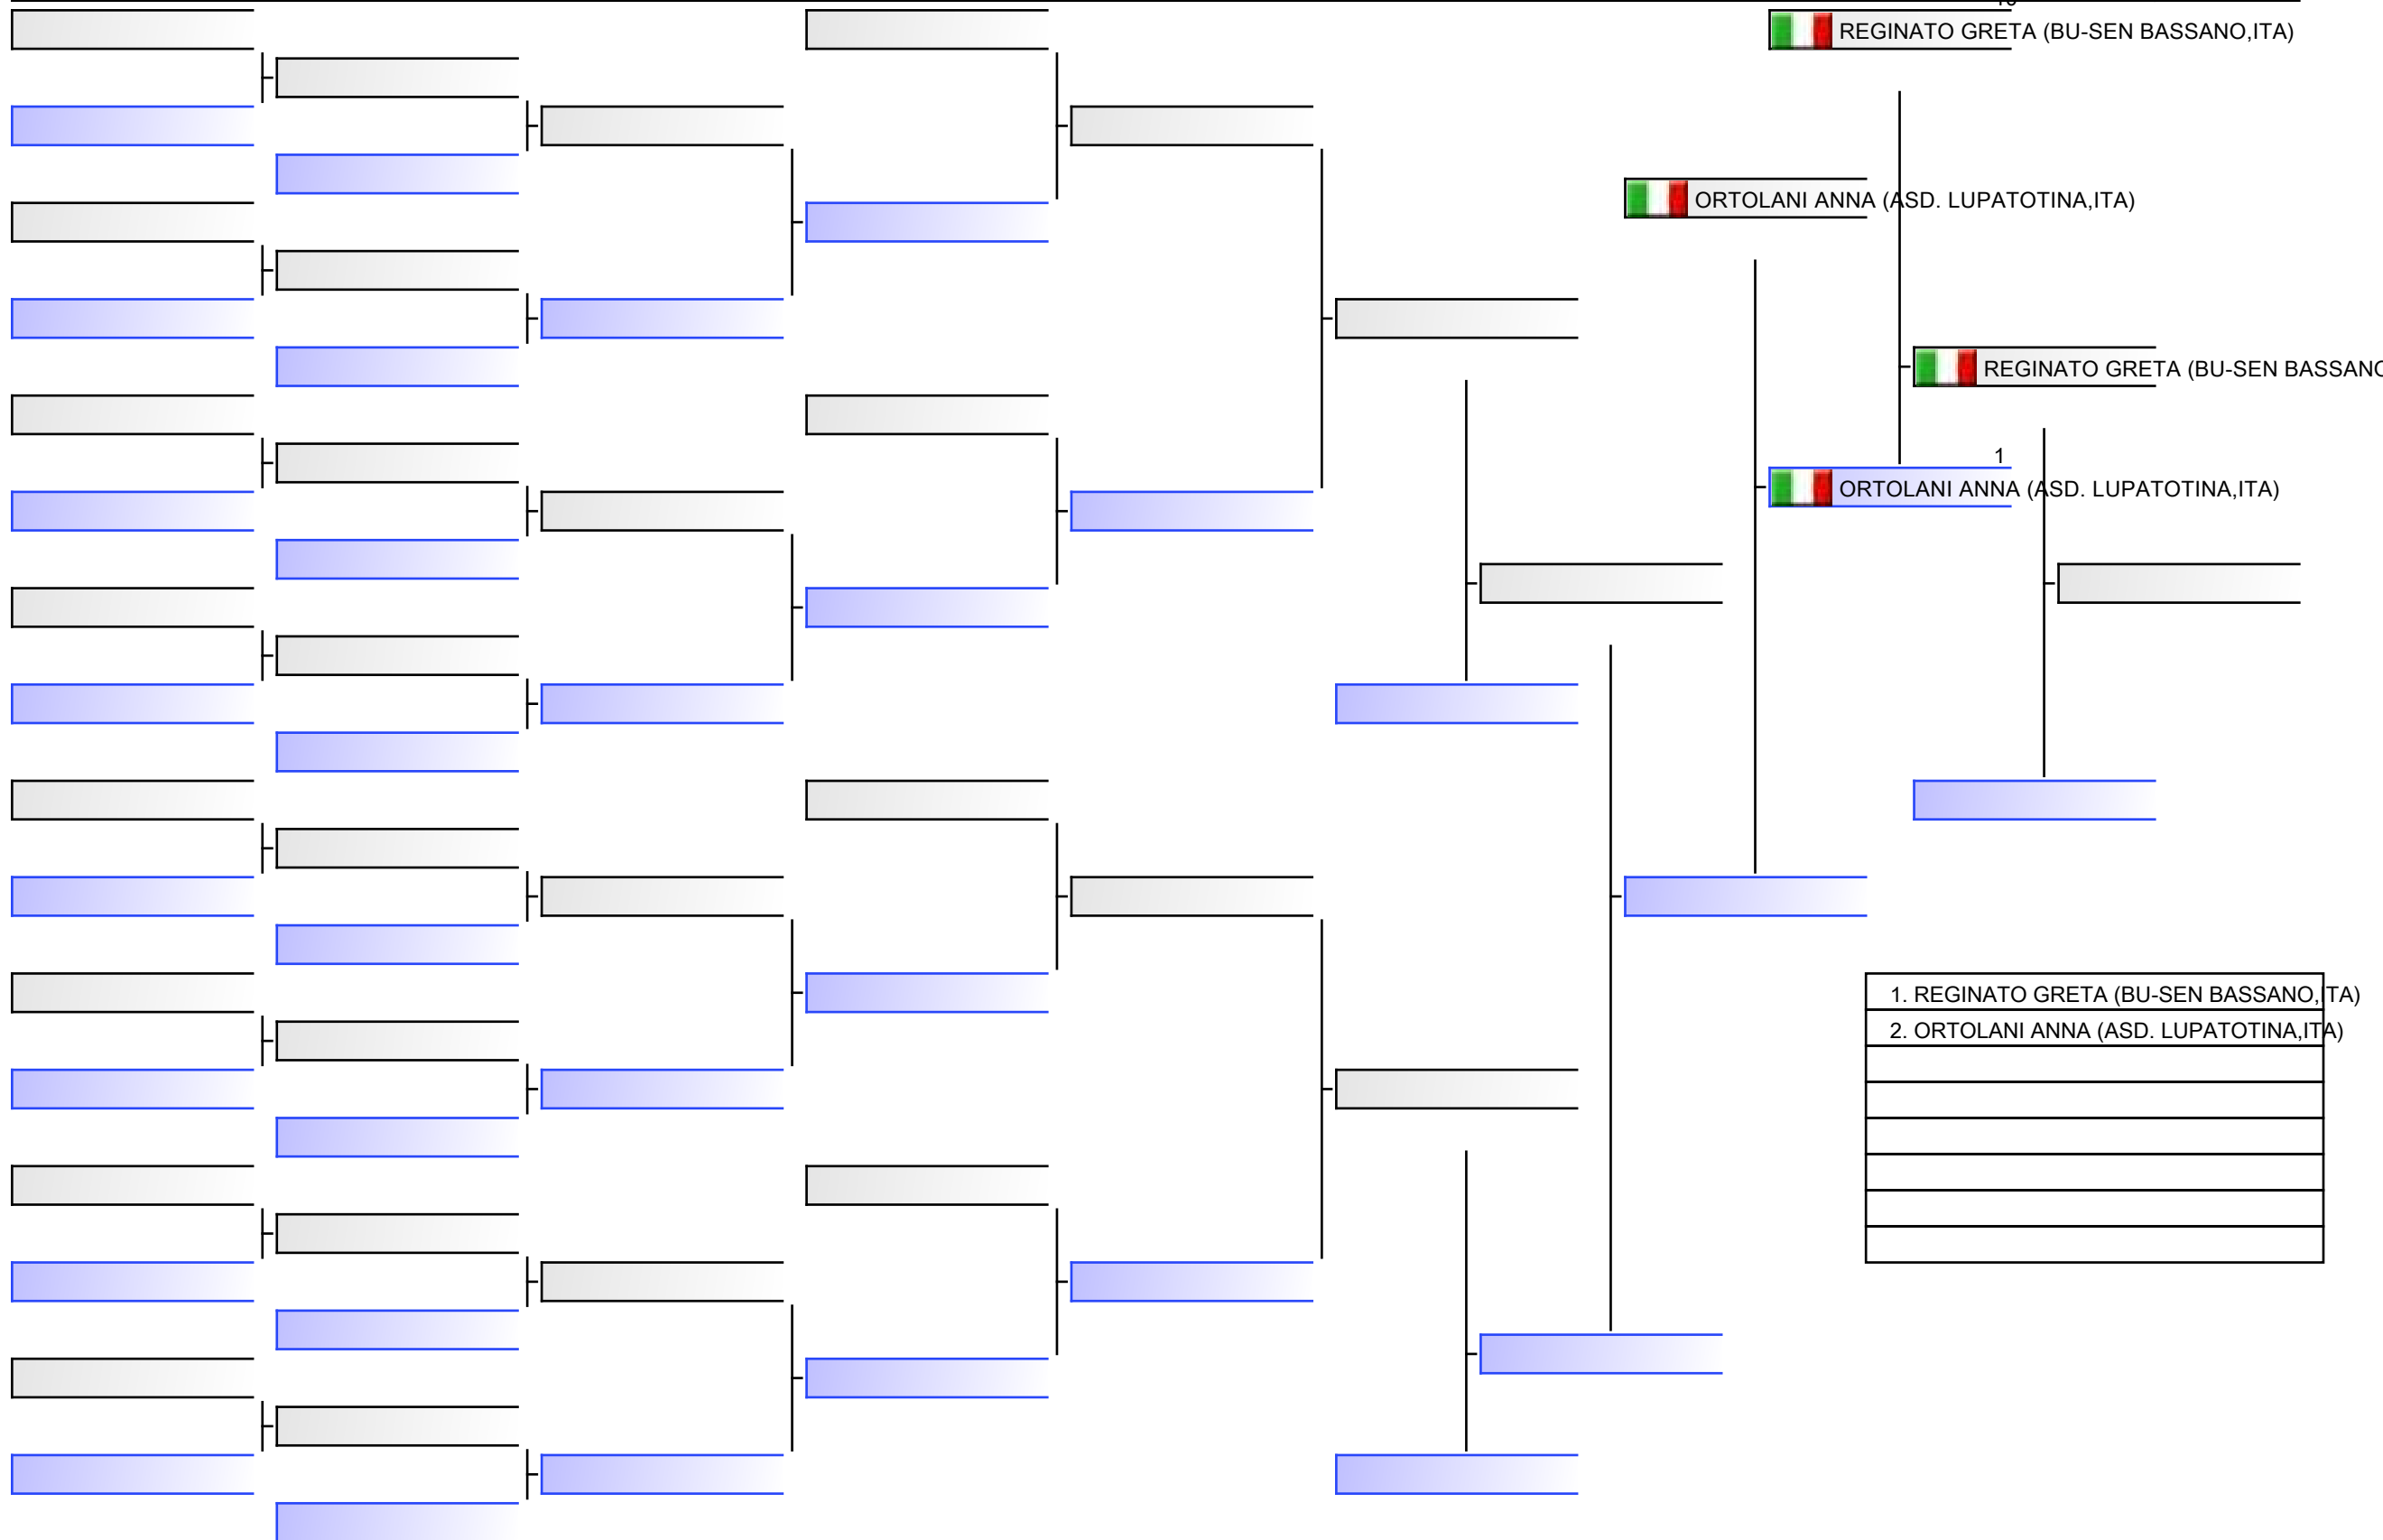 REGINATO GRETA (BU-SEN BASSANO,ITA)
ORTOLANI ANNA (ASD. LUPATOTINA,ITA)
REGINATO GRETA (BU-SEN BASSANO
1
ORTOLANI ANNA (ASD. LUPATOTINA,ITA)
1. REGINATO GRETA (BU-SEN BASSANO,ITA)
2. ORTOLANI ANNA (ASD. LUPATOTINA,ITA)